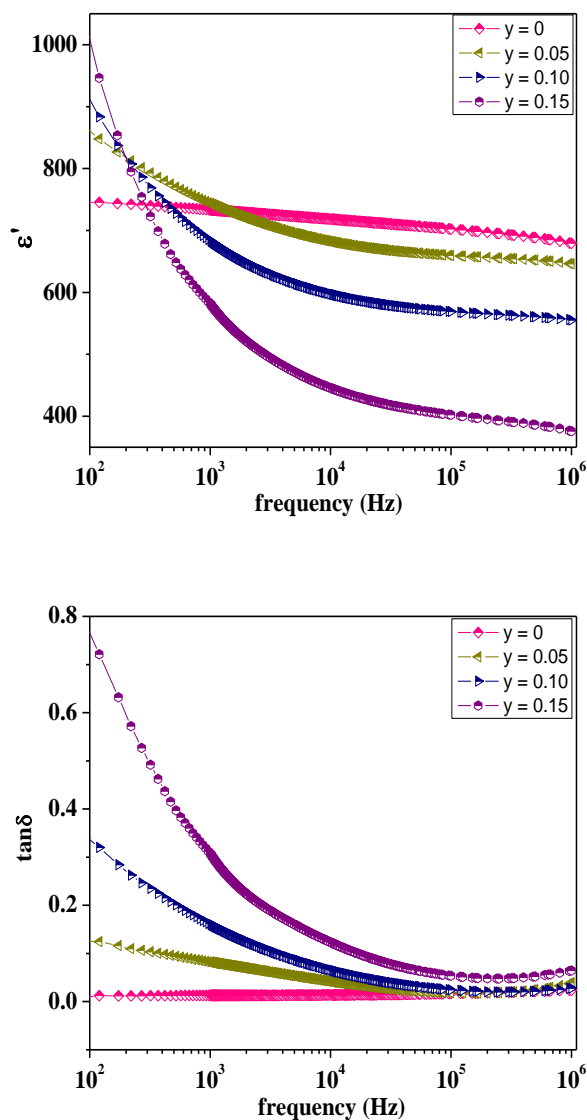 1000
800
600
400
ε'
y = 0
y = 0.05
y = 0.10
y = 0.15
10² 10³ 10⁴ 10⁵ 10⁶
frequency (Hz)
0.8
0.6
0.4
0.2
0.0
tanδ
y = 0
y = 0.05
y = 0.10
y = 0.15
10² 10³ 10⁴ 10⁵ 10⁶
frequency (Hz)